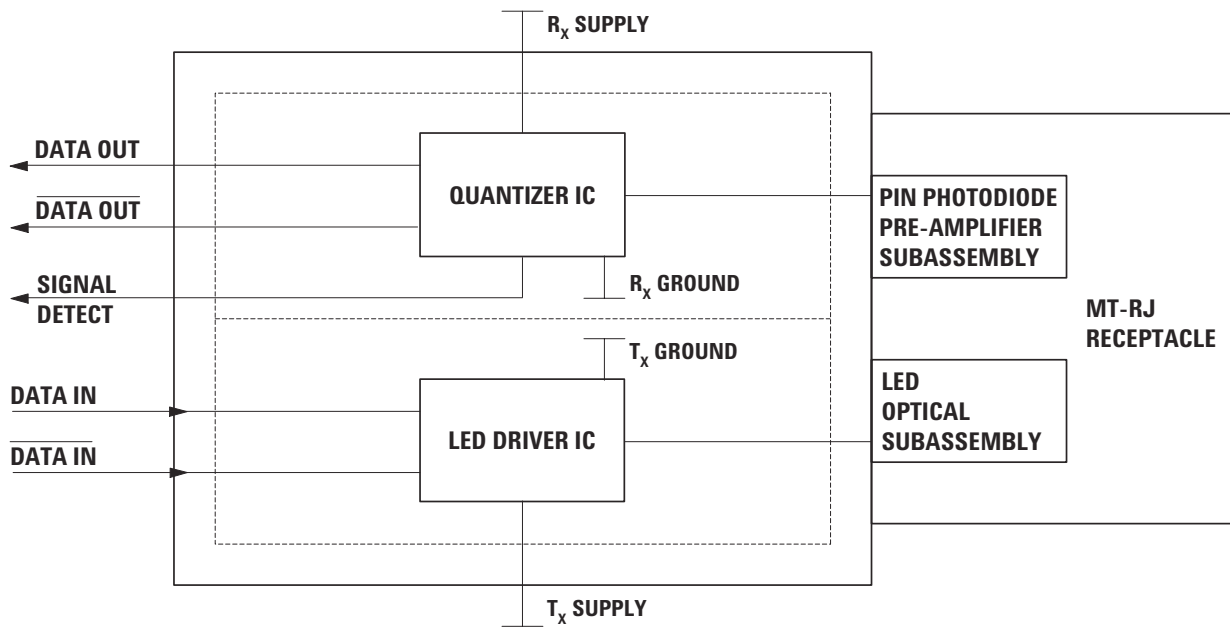 Rx SUPPLY
DATA OUT
DATA OUT
SIGNAL
DETECT
QUANTIZER IC
Rx GROUND
PIN PHOTODIODE
PRE-AMPLIFIER
SUBASSEMBLY
MT-RJ
RECEPTACLE
Tx GROUND
DATA IN
DATA IN
LED DRIVER IC
LED
OPTICAL
SUBASSEMBLY
Tx SUPPLY